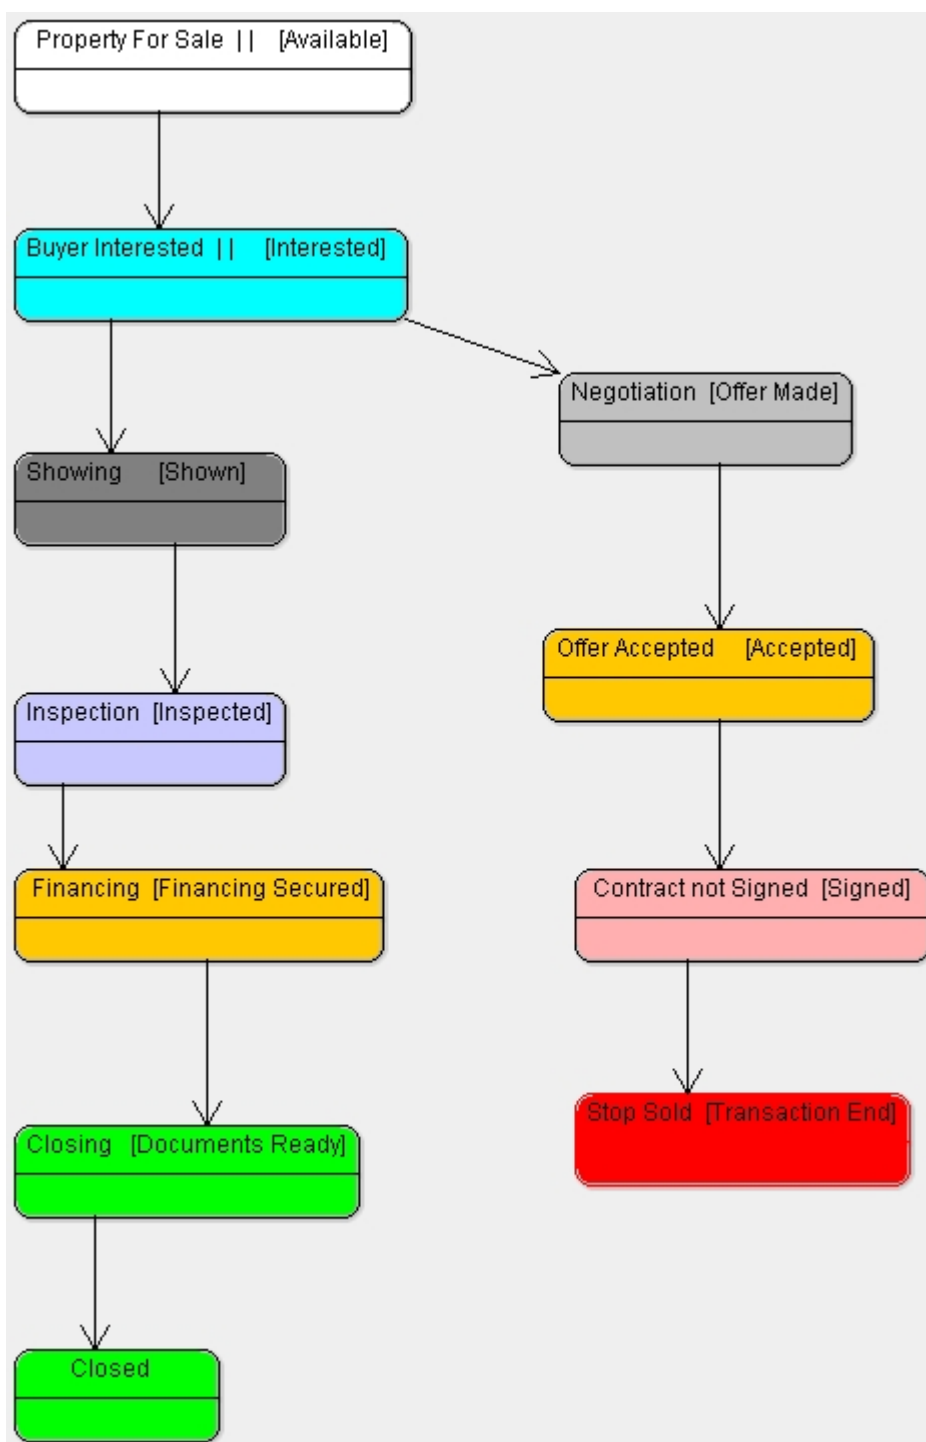 Property For Sale || [Available]
Buyer Interested || [Interested]
Negotiation [Offer Made]
Showing [Shown]
Offer Accepted [Accepted]
Inspection [Inspected]
Financing [Financing Secured]
Contract not Signed [Signed]
Stop Sold [Transaction End]
Closing [Documents Ready]
Closed